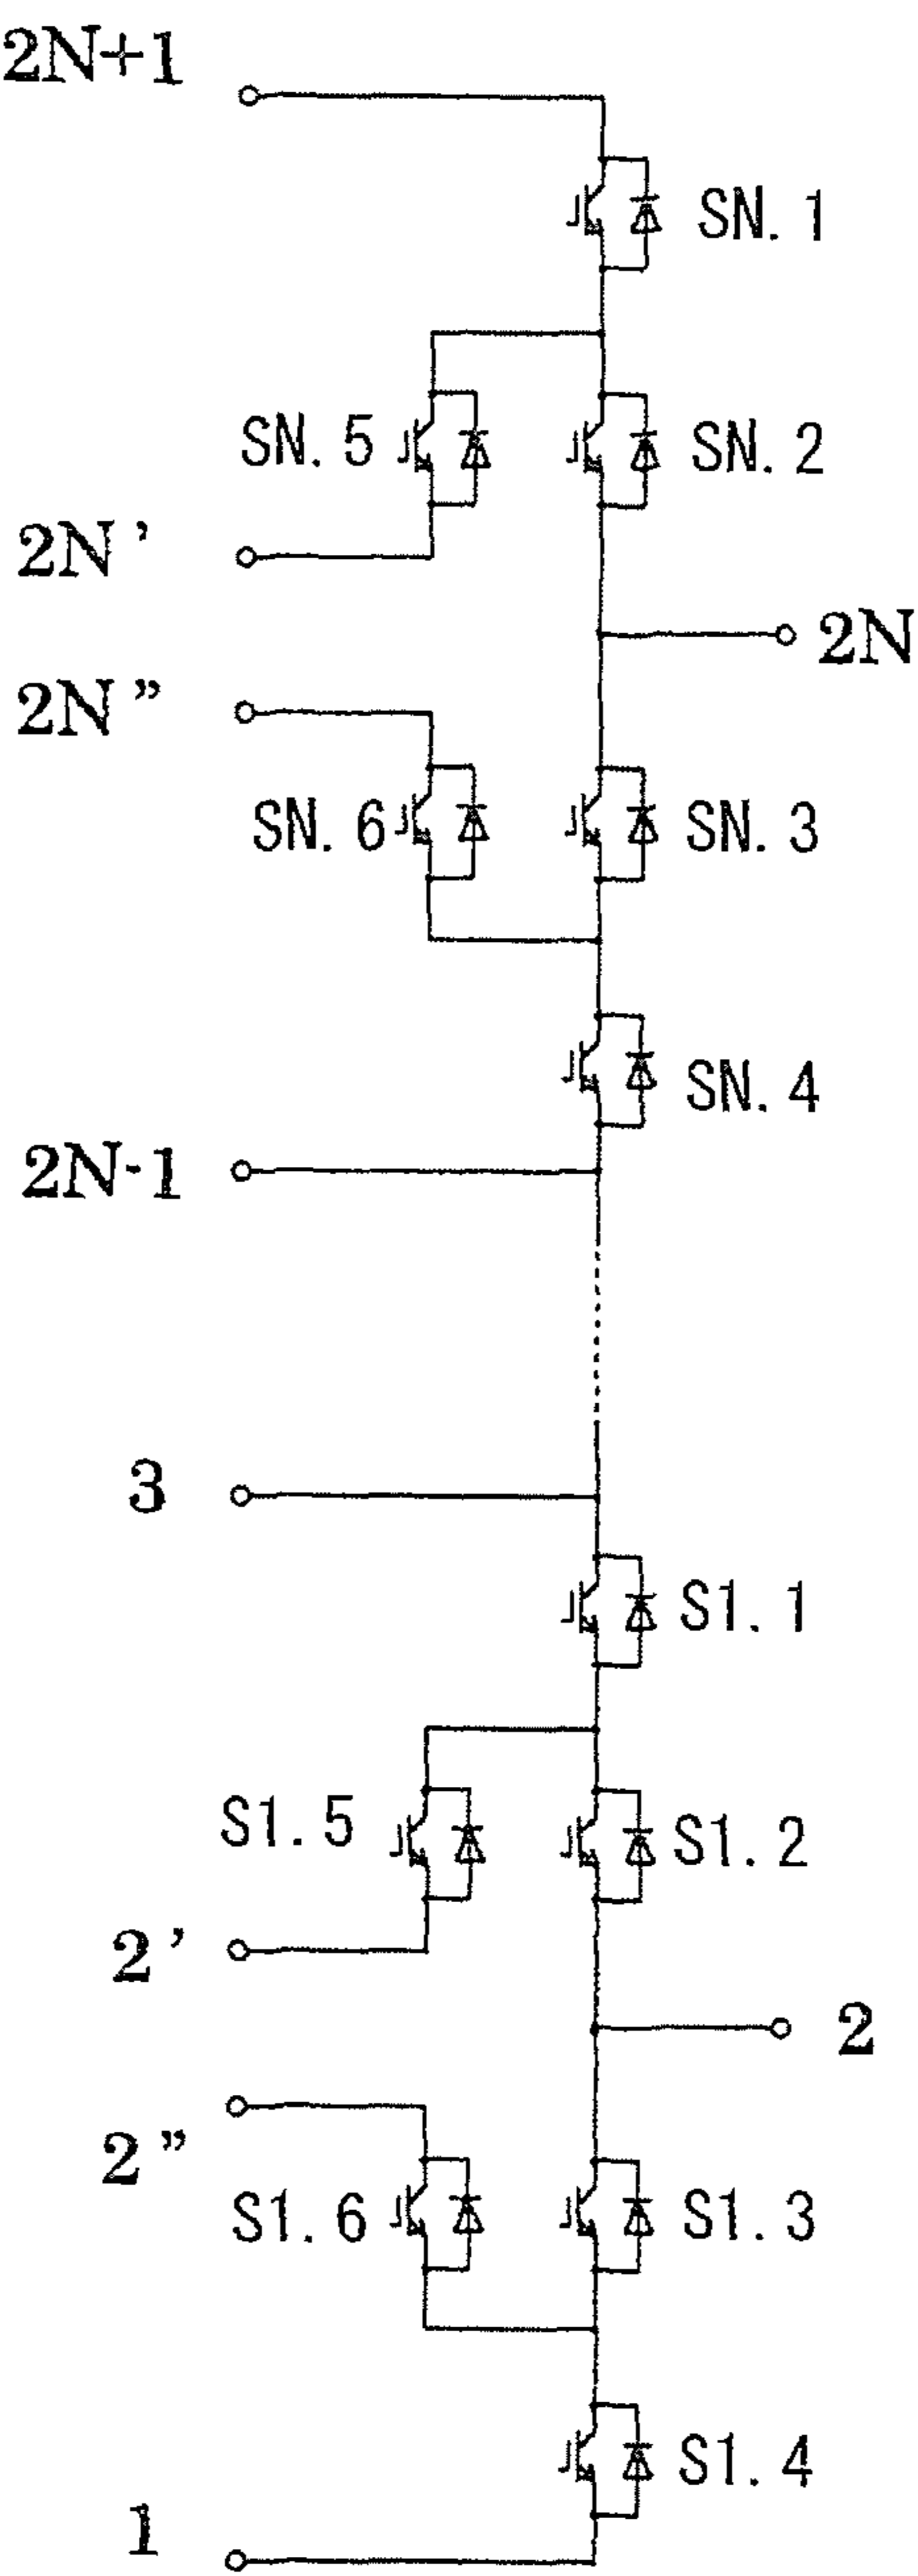 2N+1
SN.1
SN.5
SN.2
2N'
2N
2N"
SN.6
SN.3
SN.4
2N-1
3
S1.1
S1.5
S1.2
2'
2
2"
S1.6
S1.3
S1.4
1